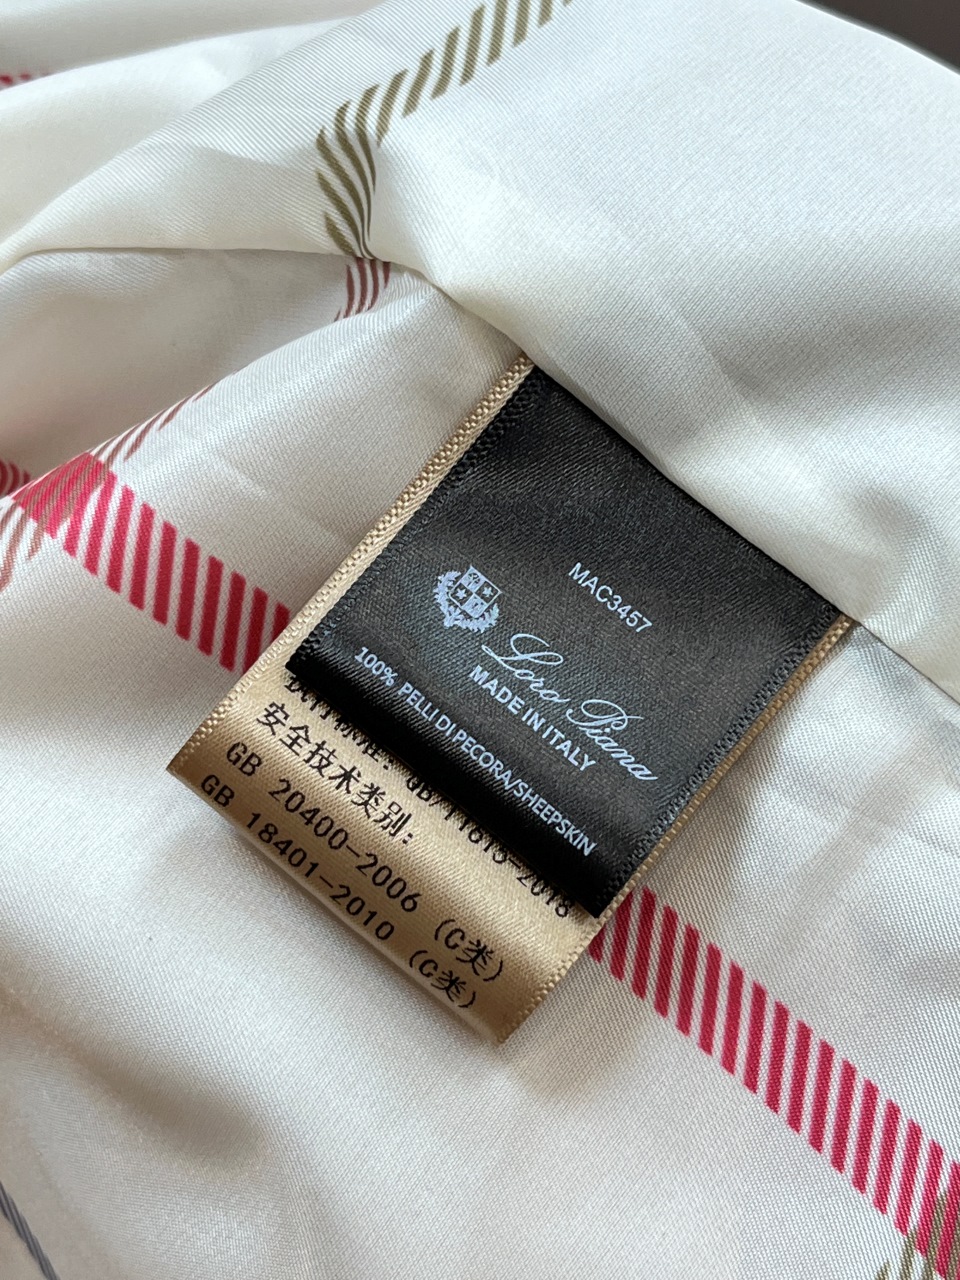 MAC3457
Loro Piana
MADE IN ITALY
100% PELLI DI PECORA/SHEEPSKIN
安全技术类别:
GB 20400-2006 (C类)
GB 18401-2010 (C类)